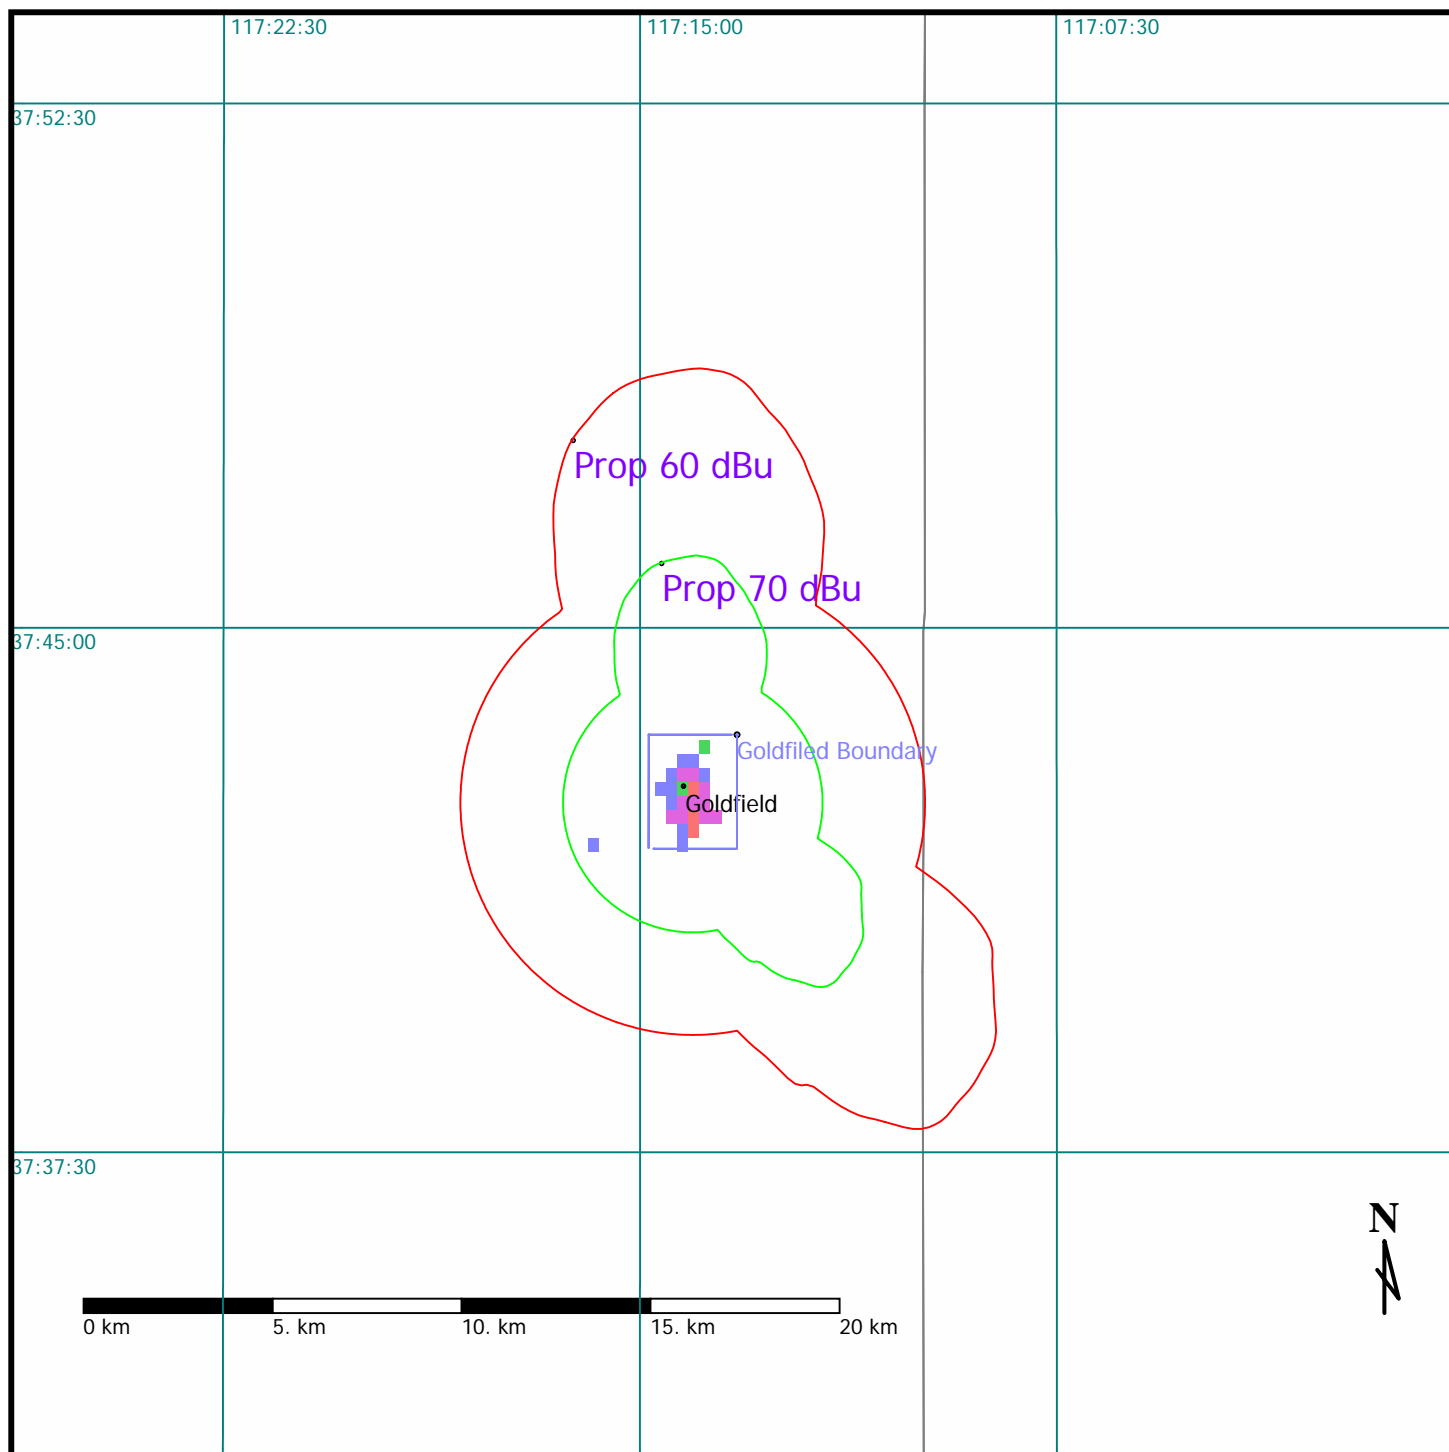 117:22:30
117:15:00
117:07:30
37:52:30
Prop 60 dBu
Prop 70 dBu
37:45:00
Goldfiled Boundary
Goldfield
37:37:30
N
0 km
5. km
10. km
15. km
20 km